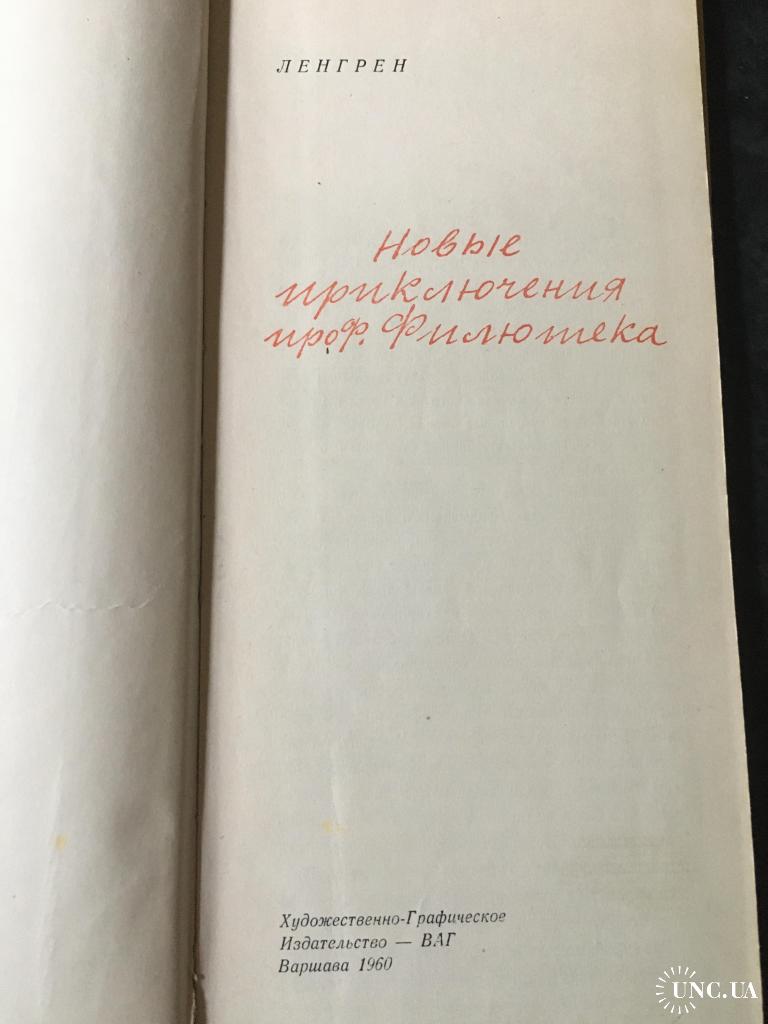 ЛЕНГРЕН
Новые
приключения
проф. Филютека
Художественно-Графическое
Издательство — ВАГ
Варшава 1960
UNC.UA